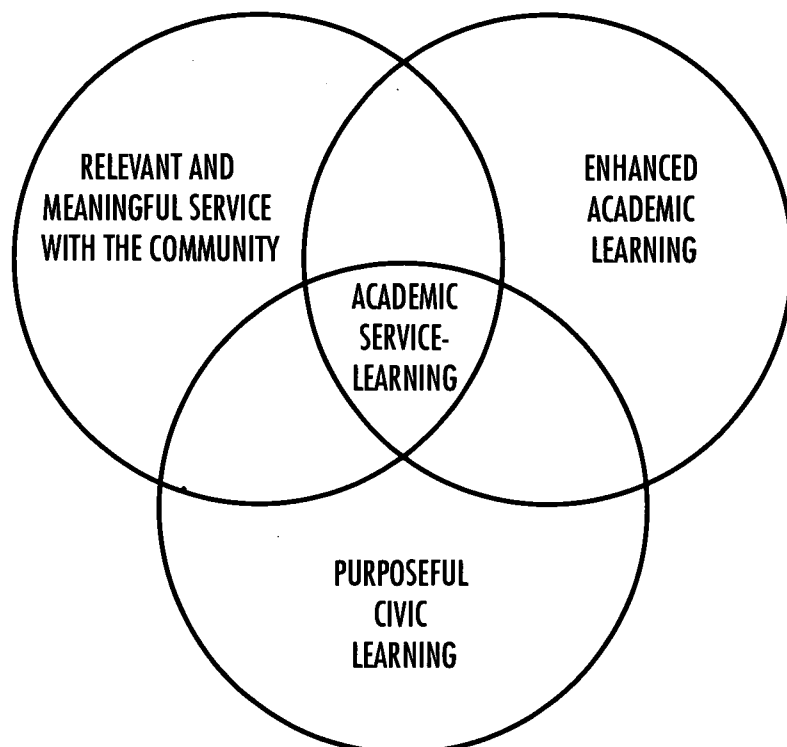 RELEVANT AND
MEANINGFUL SERVICE
WITH THE COMMUNITY
ENHANCED
ACADEMIC
LEARNING
ACADEMIC
SERVICE-
LEARNING
PURPOSEFUL
CIVIC
LEARNING